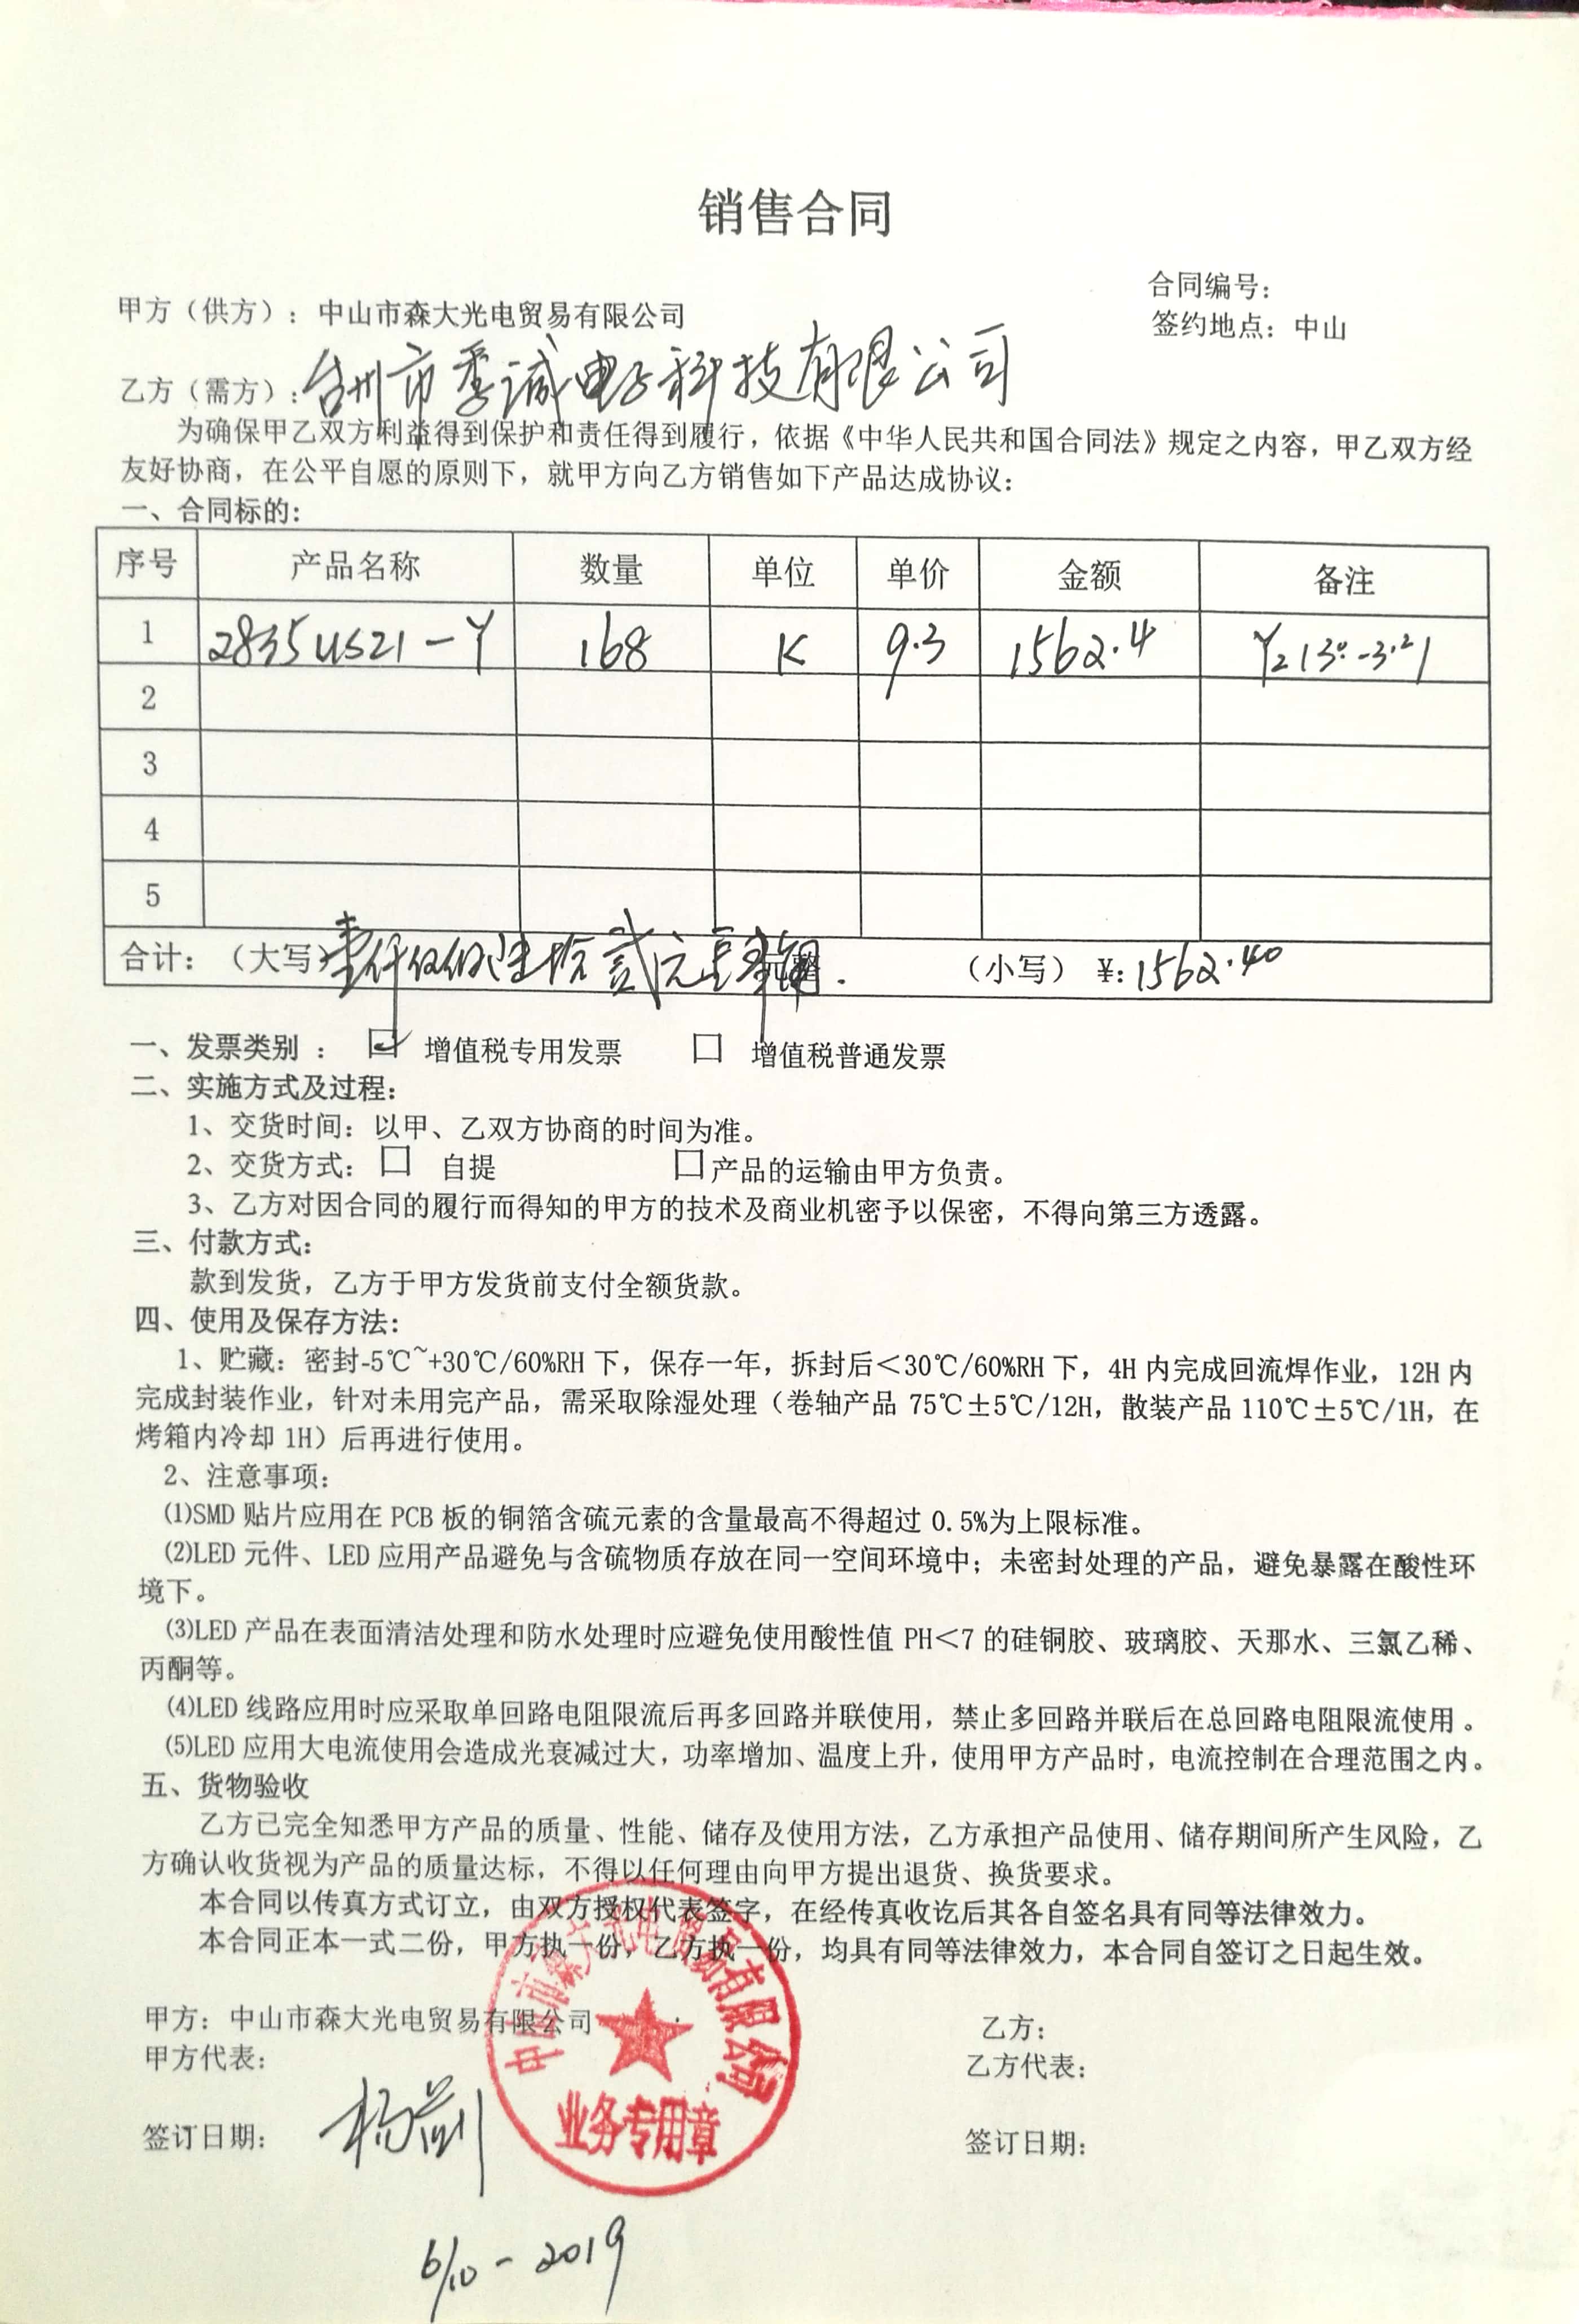 销售合同
合同编号：
甲方（供方）：中山市森大光电贸易有限公司
签约地点：中山
乙方（需方）：台州市季诚电子科技有限公司
为确保甲乙双方利益得到保护和责任得到履行，依据《中华人民共和国合同法》规定之内容，甲乙双方经
友好协商，在公平自愿的原则下，就甲方向乙方销售如下产品达成协议：
一、合同标的：
序号 产品名称 数量 单位 单价 金额 备注
1 2835US21-Y 168 K 9.3 1562.4
2
3
4
5
合计：（大写）壹仟伍佰陆拾贰元 （小写）¥：1562.40
一、发票类别： ☑ 增值税专用发票 □ 增值税普通发票
二、实施方式及过程：
1、交货时间：以甲、乙双方协商的时间为准。
2、交货方式：□ 自提 □产品的运输由甲方负责。
3、乙方对因合同的履行而得知的甲方的技术及商业机密予以保密，不得向第三方透露。
三、付款方式：
款到发货，乙方于甲方发货前支付全额货款。
四、使用及保存方法：
1、贮藏：密封-5℃~+30℃/60%RH 下，保存一年，拆封后＜30℃/60%RH 下，4H 内完成回流焊作业，12H 内
完成封装作业，针对未用完产品，需采取除湿处理（卷轴产品 75℃±5℃/12H，散装产品 110℃±5℃/1H，在
烤箱内冷却 1H）后再进行使用。
2、注意事项：
(1)SMD 贴片应用在 PCB 板的铜箔含硫元素的含量最高不得超过 0.5%为上限标准。
(2)LED 元件、LED 应用产品避免与含硫物质存放在同一空间环境中；未密封处理的产品，避免暴露在酸性环
境下。
(3)LED 产品在表面清洁处理和防水处理时应避免使用酸性值 PH＜7 的硅铜胶、玻璃胶、天那水、三氯乙稀、
丙酮等。
(4)LED 线路应用时应采取单回路电阻限流后再多回路并联使用，禁止多回路并联后在总回路电阻限流使用。
(5)LED 应用大电流使用会造成光衰减过大，功率增加、温度上升，使用甲方产品时，电流控制在合理范围之内。
五、货物验收
乙方已完全知悉甲方产品的质量、性能、储存及使用方法，乙方承担产品使用、储存期间所产生风险，乙
方确认收货视为产品的质量达标，不得以任何理由向甲方提出退货、换货要求。
本合同以传真方式订立，由双方授权代表签字，在经传真收讫后其各自签名具有同等法律效力。
本合同正本一式二份，甲方执一份，乙方执一份，均具有同等法律效力，本合同自签订之日起生效。
甲方：中山市森大光电贸易有限公司
乙方：
甲方代表：
乙方代表：
中山市森大光电贸易有限公司
业务专用章
签订日期：
签订日期：
6/10-2019